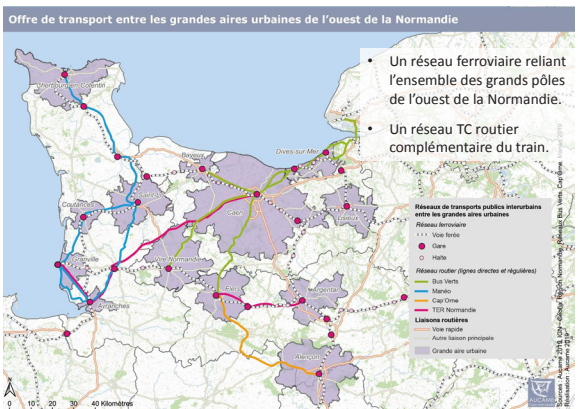 Offre de transport entre les grandes aires urbaines de l'ouest de la Normandie
• Un réseau ferroviaire reliant
l'ensemble des grands pôles
de l'ouest de la Normandie.
• Un réseau TC routier
complémentaire du train.
Cherbourg-en-Cotentin
Bayeux
Dives-sur-Mer
Coutances
Saint-Lô
Caen
Lisieux
Granville
Vire Normandie
Avranches
Flers
Argentan
Alençon
Réseaux de transports publics interurbains
entre les grandes aires urbaines
Réseau ferroviaire
Voie ferée
Gare
Halte
Réseau routier (lignes directes et régulières)
Bus Verts
Manéo
Cap'Orne
TER Normandie
Liaisons routières
Voie rapide
Autre liaison principale
Grande aire urbaine
0 10 20 30 40 Kilomètres
AUCAME